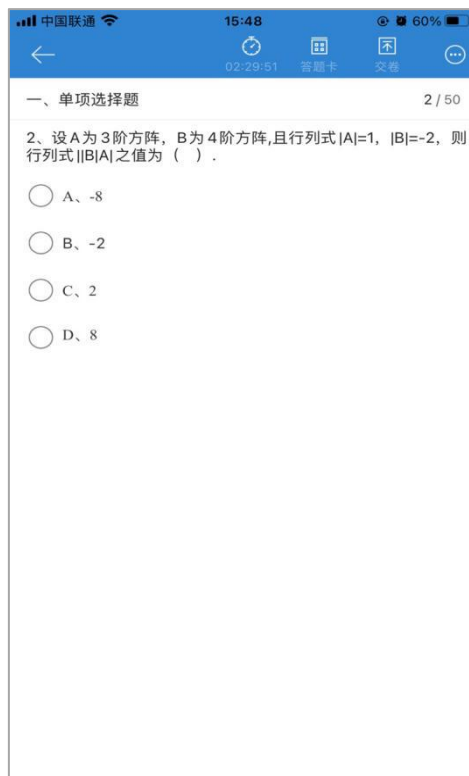 中国联通 15:48 60%
02:29:51 答题卡 交卷
一、单项选择题 2 / 50
2、设A为3阶方阵，B为4阶方阵,且行列式|A|=1，|B|=-2，则
行列式||B|A|之值为（ ）.
A、-8
B、-2
C、2
D、8